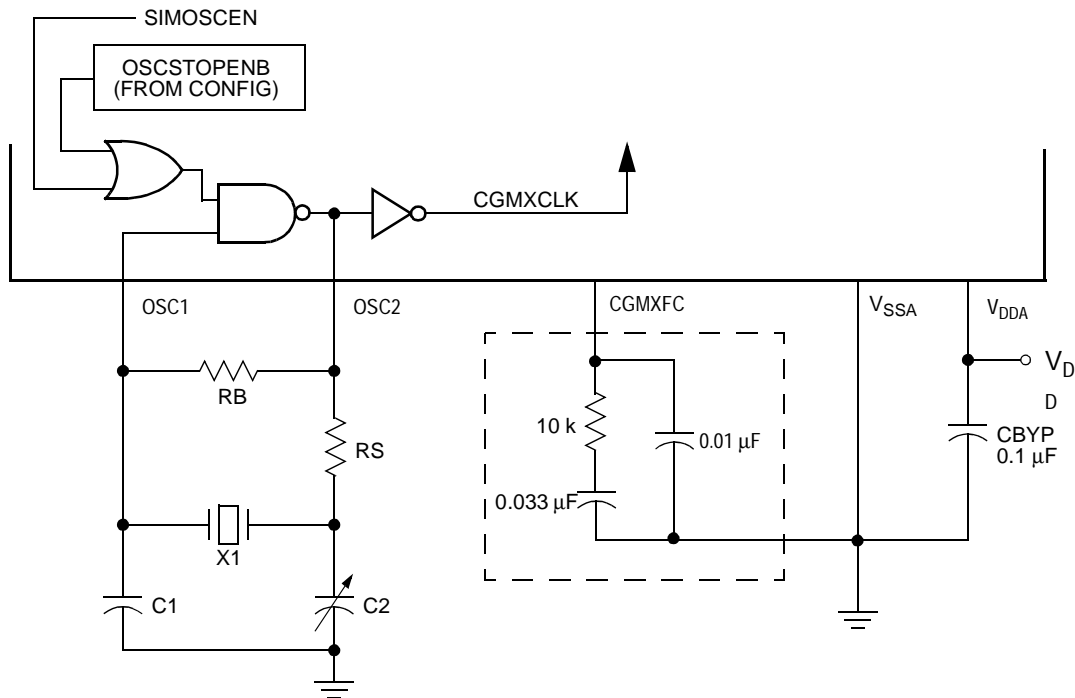 SIMOSCEN
OSCSTOPENB
(FROM CONFIG)
CGMXCLK
OSC1
OSC2
CGMXFC
VSSA
VDDA
VD
D
RB
RS
10 k
0.01 µF
CBYP
0.1 µF
0.033 µF
X1
C1
C2